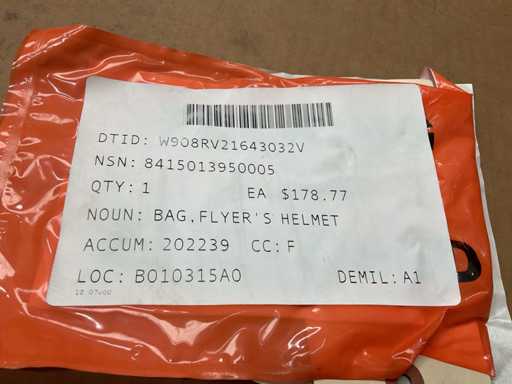 DTID: W908RV21643032V
NSN: 8415013950005
QTY: 1 EA $178.77
NOUN: BAG,FLYER'S HELMET
ACCUM: 202239 CC: F
LOC: B010315A0 DEMIL: A1